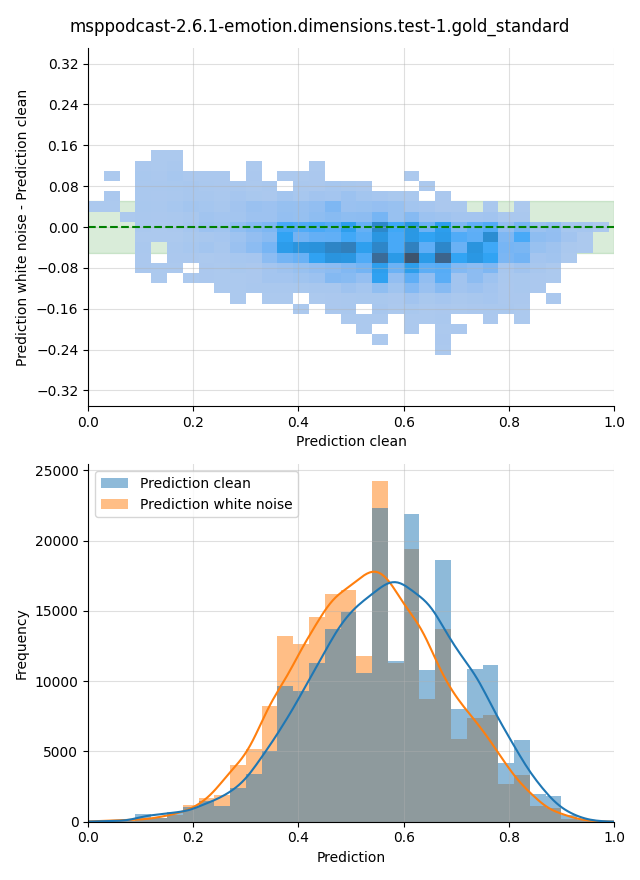 msppodcast-2.6.1-emotion.dimensions.test-1.gold_standard
0.32
0.24
0.16
0.08
0.00
−0.08
−0.16
−0.24
−0.32
Prediction white noise - Prediction clean
0.0 0.2 0.4 0.6 0.8 1.0
Prediction clean
25000
20000
15000
10000
5000
0
Frequency
Prediction clean
Prediction white noise
0.0 0.2 0.4 0.6 0.8 1.0
Prediction